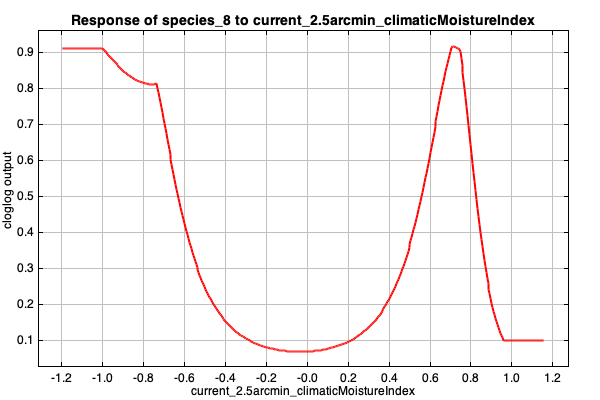 Response of species_8 to current_2.5arcmin_climaticMoistureIndex
cloglog output
0.9
0.8
0.7
0.6
0.5
0.4
0.3
0.2
0.1
-1.2 -1.0 -0.8 -0.6 -0.4 -0.2 -0.0 0.2 0.4 0.6 0.8 1.0 1.2
current_2.5arcmin_climaticMoistureIndex